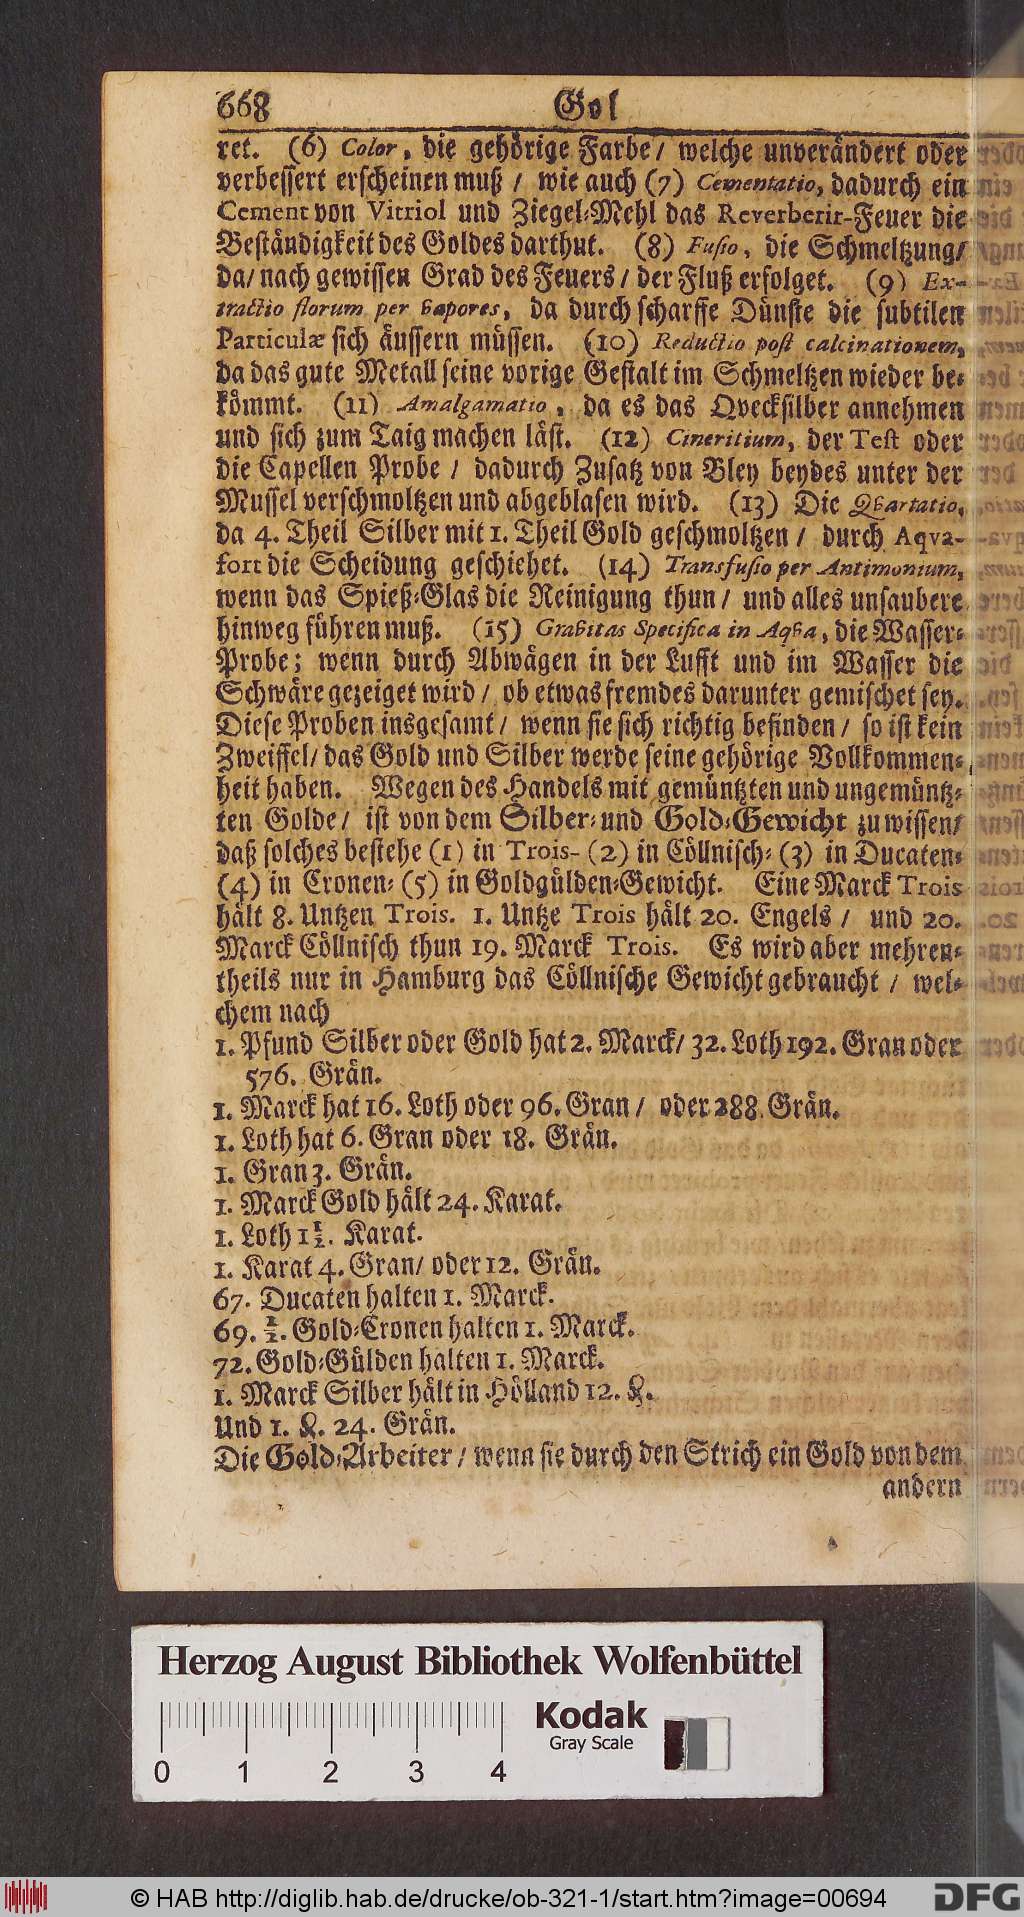 668 Gol
ret. (6) Color, die gehörige Farbe/ welche unverändert oder
verbessert erscheinen muß / wie auch (7) Cementatio, dadurch ein
Cement von Vitriol und Ziegel-Mehl das Reverberir-Feuer die
Beständigkeit des Goldes darthut. (8) Fusio, die Schmeltzung/
da/ nach gewissen Grad des Feuers / der Fluß erfolget. (9) Ex-
tractio florum per vapores, da durch scharffe Dünste die subtilen
Particulæ sich äussern müssen. (10) Reductio post calcinationem,
da das gute Metall seine vorige Gestalt im Schmeltzen wieder be-
kömmt. (11) Amalgamatio, da es das Qvecksilber annehmen
und sich zum Taig machen läst. (12) Cineritium, der Test oder
die Capellen Probe / dadurch Zusatz von Bley beydes unter der
Mussel verschmoltzen und abgeblasen wird. (13) Die Qvartatio,
da 4. Theil Silber mit 1. Theil Gold geschmoltzen / durch Aqva-
fort die Scheidung geschiehet. (14) Transfusio per Antimonium,
wenn das Spieß-Glas die Reinigung thun / und alles unsaubere
hinweg führen muß. (15) Gravitas Specifica in Aqva, die Wasser-
Probe; wenn durch Abwägen in der Lufft und im Wasser die
Schwäre gezeiget wird / ob etwas fremdes darunter gemischet sey.
Diese Proben insgesamt / wenn sie sich richtig befinden / so ist kein
Zweiffel/ das Gold und Silber werde seine gehörige Vollkommen-
heit haben. Wegen des Handels mit gemüntzten und ungemüntz-
ten Golde/ ist von dem Silber- und Gold-Gewicht zu wissen/
daß solches bestehe (1) in Trois- (2) in Cöllnisch- (3) in Ducaten-
(4) in Cronen- (5) in Goldgülden-Gewicht. Eine Marck Trois
hält 8. Untzen Trois. 1. Untze Trois hält 20. Engels / und 20.
Marck Cöllnisch thun 19. Marck Trois. Es wird aber mehren-
theils nur in Hamburg das Cöllnische Gewicht gebraucht / wel-
chem nach
1. Pfund Silber oder Gold hat 2. Marck/ 32. Loth 192. Gran oder
576. Grän.
1. Marck hat 16. Loth oder 96. Gran / oder 288. Grän.
1. Loth hat 6. Gran oder 18. Grän.
1. Gran 3. Grän.
1. Marck Gold hält 24. Karat.
1. Loth 1½. Karat.
1. Karat 4. Gran/ oder 12. Grän.
67. Ducaten halten 1. Marck.
69. ½. Gold-Cronen halten 1. Marck.
72. Gold-Gülden halten 1. Marck.
1. Marck Silber hält in Hölland 12. ₰.
Und 1. ₰. 24. Grän.
Die Gold-Arbeiter / wenn sie durch den Strich ein Gold von dem
andern
Herzog August Bibliothek Wolfenbüttel
Kodak
Gray Scale
0 1 2 3 4
© HAB http://diglib.hab.de/drucke/ob-321-1/start.htm?image=00694
DFG